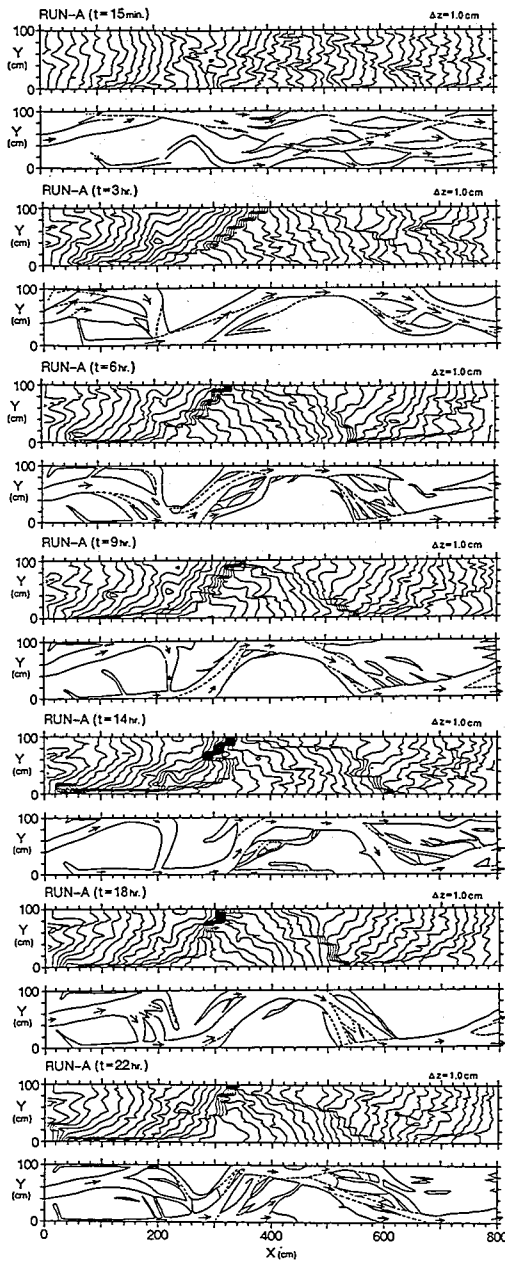 RUN-A (t=15min.) Δz=1.0cm
100
Y
(cm)
0
100
Y
(cm)
0
RUN-A (t=3hr.) Δz=1.0cm
100
Y
(cm)
0
100
Y
(cm)
0
RUN-A (t=6hr.) Δz=1.0cm
100
Y
(cm)
0
100
Y
(cm)
0
RUN-A (t=9hr.) Δz=1.0cm
100
Y
(cm)
0
100
Y
(cm)
0
RUN-A (t=14hr.) Δz=1.0cm
100
Y
(cm)
0
100
Y
(cm)
0
RUN-A (t=18hr.) Δz=1.0cm
100
Y
(cm)
0
100
Y
(cm)
0
RUN-A (t=22hr.) Δz=1.0cm
100
Y
(cm)
0
100
Y
(cm)
0
0 200 400 600 800
X (cm)